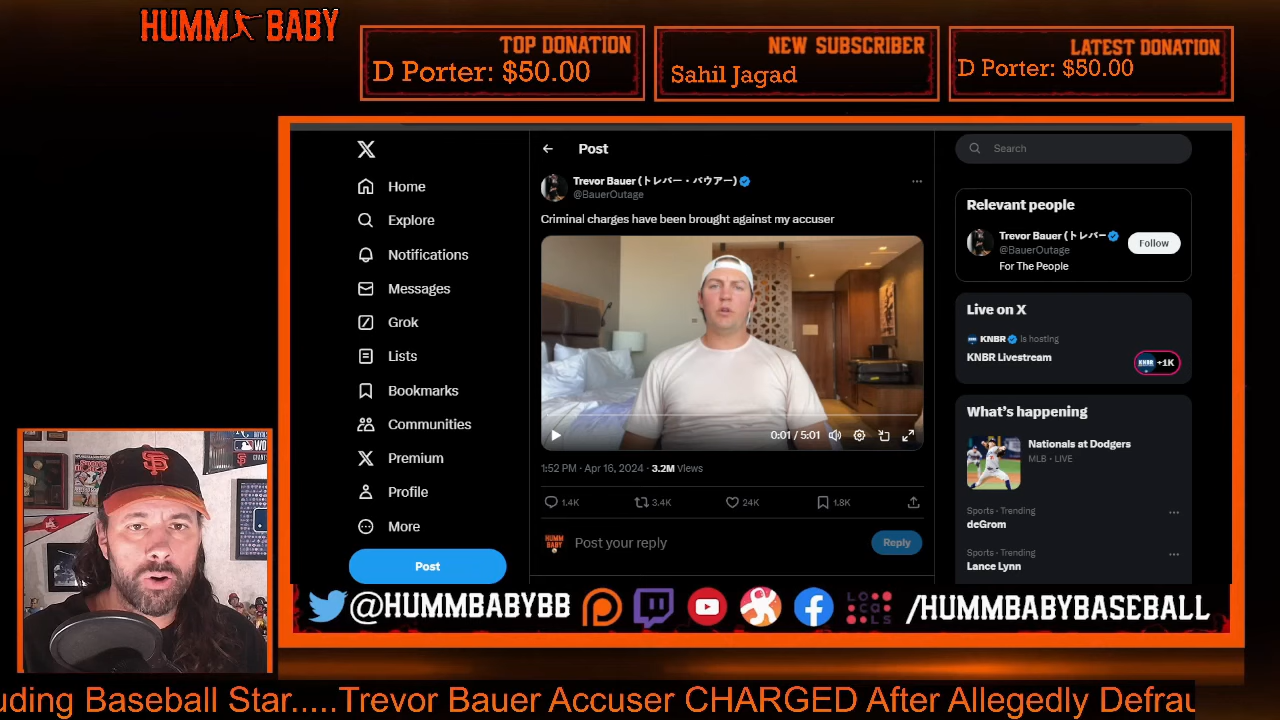 HUMM BABY
TOP DONATION
D Porter: $50.00
NEW SUBSCRIBER
Sahil Jagad
LATEST DONATION
D Porter: $50.00
X
Home
Explore
Notifications
Messages
Grok
Lists
Bookmarks
Communities
Premium
Profile
More
Post
Post
Trevor Bauer (トレバー・バウアー)
@BauerOutage
Criminal charges have been brought against my accuser
0:01 / 5:01
1:52 PM · Apr 16, 2024 · 3.2M Views
1.4K
3.4K
24K
1.8K
HUMM
BABY
Post your reply
Reply
Search
Relevant people
Trevor Bauer (トレバー
@BauerOutage
For The People
Follow
Live on X
KNBR is hosting
KNBR Livestream
KNBR +1K
What's happening
Nationals at Dodgers
MLB · LIVE
Sports · Trending
deGrom
Sports · Trending
Lance Lynn
@HUMMBABYBB
LOCALS
/HUMMBABYBASEBALL
SF
uding Baseball Star.....Trevor Bauer Accuser CHARGED After Allegedly Defrau